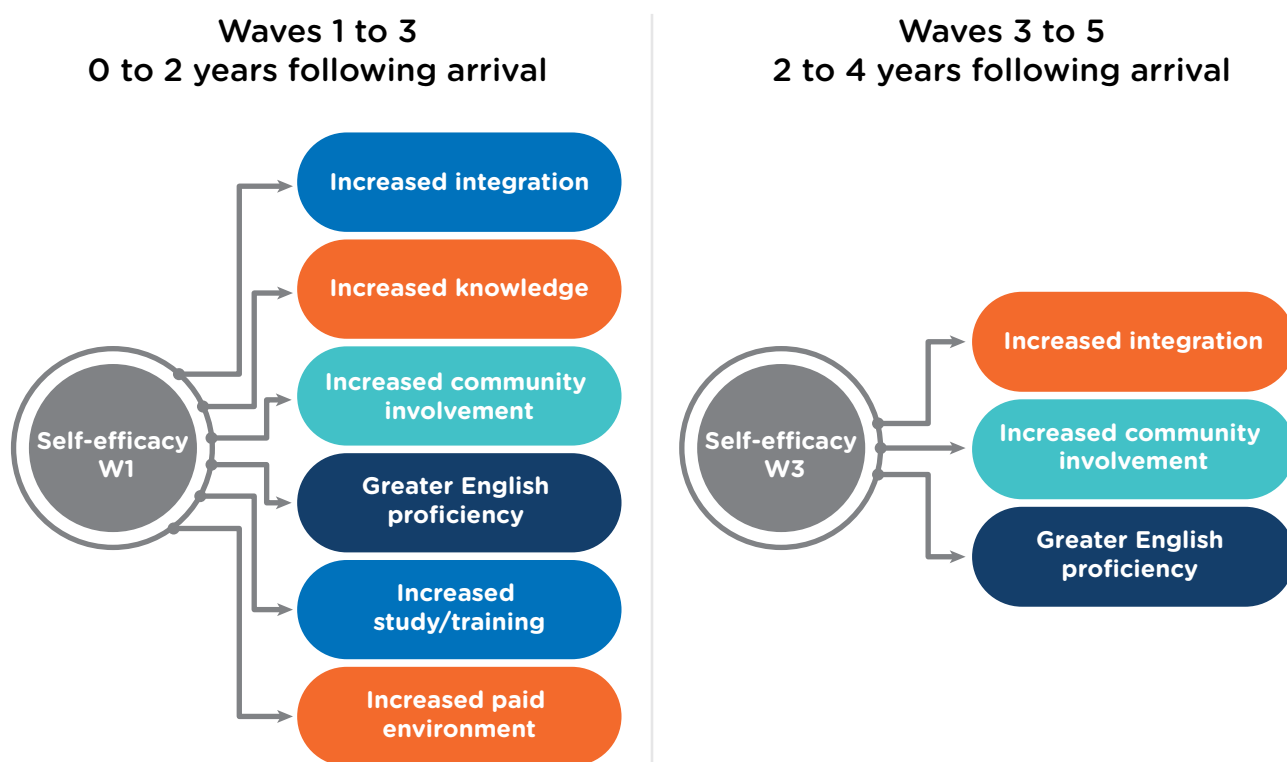 Waves 1 to 3
0 to 2 years following arrival
Self-efficacy
W1
Increased integration
Increased knowledge
Increased community
involvement
Greater English
proficiency
Increased
study/training
Increased paid
environment
Waves 3 to 5
2 to 4 years following arrival
Self-efficacy
W3
Increased integration
Increased community
involvement
Greater English
proficiency